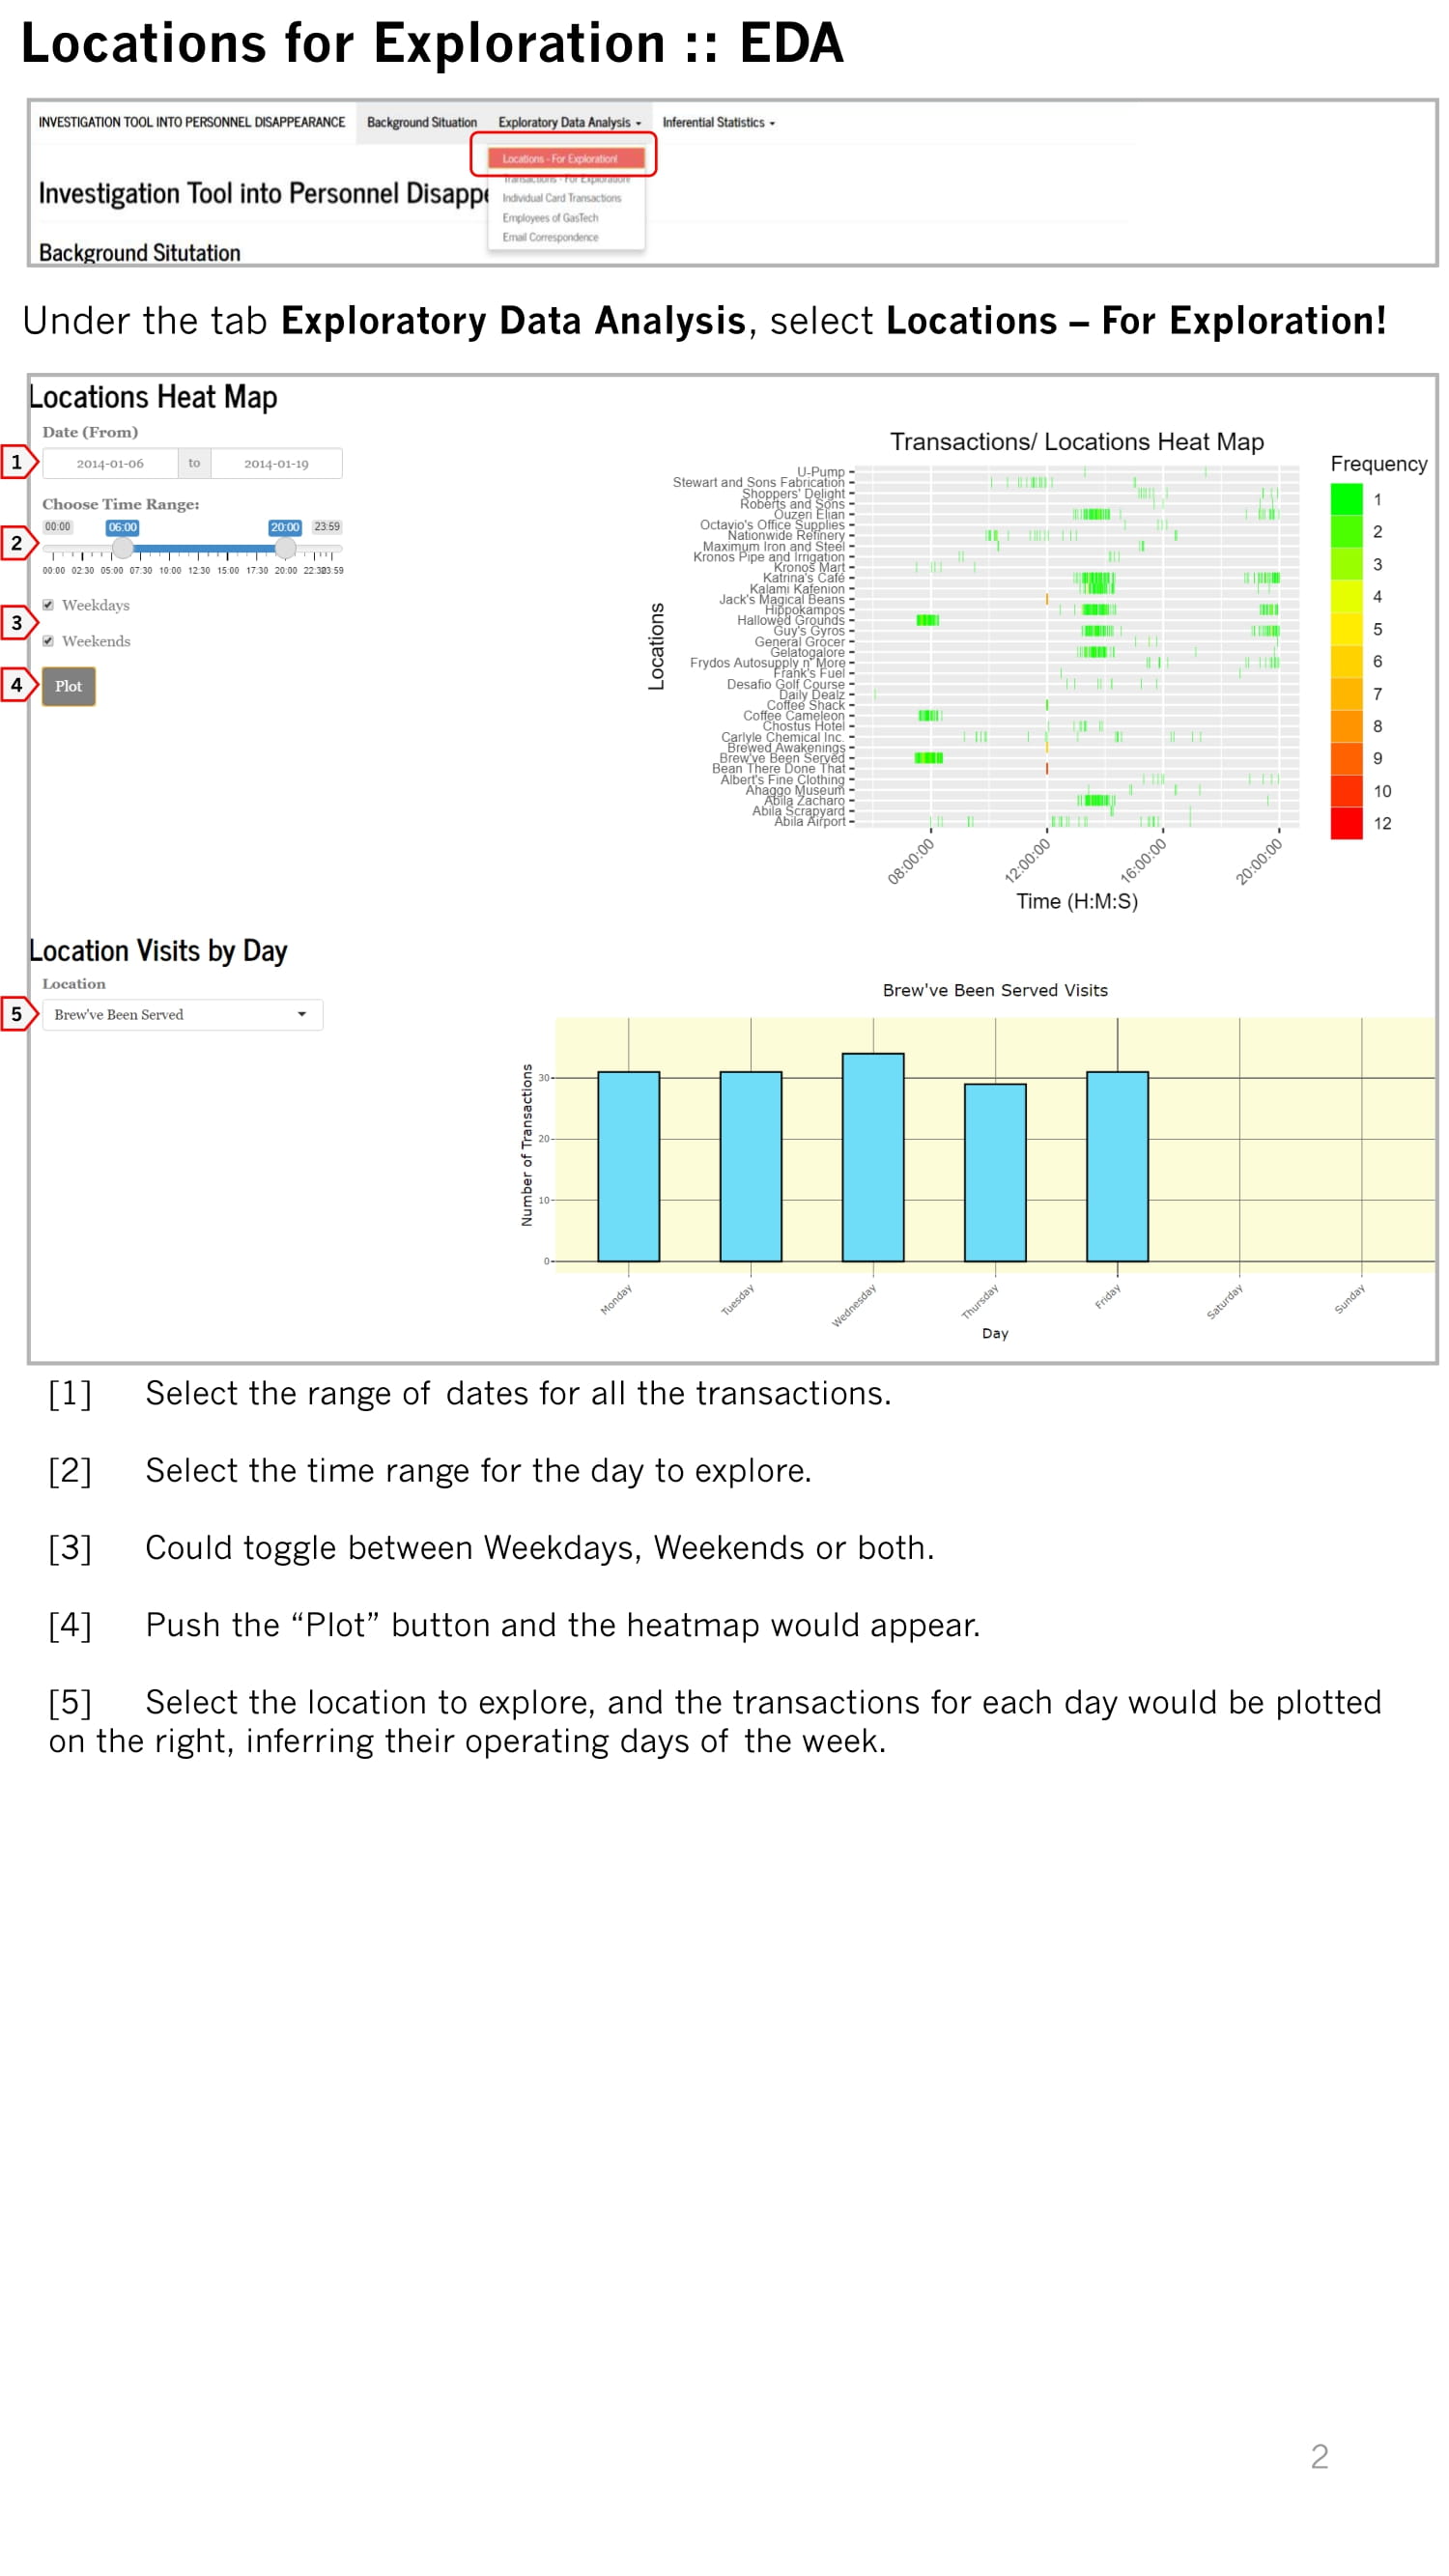 Locations for Exploration :: EDA
INVESTIGATION TOOL INTO PERSONNEL DISAPPEARANCE Background Situation Exploratory Data Analysis Inferential Statistics
Locations - For Exploration!
Transactions - For Exploration!
Investigation Tool into Personnel Disappe
Individual Card Transactions
Employees of GasTech
Email Correspondence
Background Situtation
Under the tab Exploratory Data Analysis, select Locations – For Exploration!
Locations Heat Map
Date (From)
1
2014-01-06 to 2014-01-19
Choose Time Range:
00:00 06:00 20:00 23:59
2
00:00 02:30 05:00 07:30 10:00 12:30 15:00 17:30 20:00 22:30 23:59
Weekdays
3
Weekends
4
Plot
Transactions/ Locations Heat Map
Locations
U-Pump
Stewart and Sons Fabrication
Shoppers' Delight
Roberts and Sons
Ouzeri Elian
Octavio's Office Supplies
Nationwide Refinery
Maximum Iron and Steel
Kronos Pipe and Irrigation
Kronos Mart
Katrina's Café
Kalami Kafenion
Jack's Magical Beans
Hippokampos
Hallowed Grounds
Guy's Gyros
General Grocer
Gelatogalore
Frydos Autosupply n' More
Frank's Fuel
Desafio Golf Course
Daily Dealz
Coffee Shack
Coffee Cameleon
Chostus Hotel
Carlyle Chemical Inc.
Brewed Awakenings
Brew've Been Served
Bean There Done That
Albert's Fine Clothing
Ahaggo Museum
Abila Zacharo
Abila Scrapyard
Abila Airport
08:00:00 12:00:00 16:00:00 20:00:00
Time (H:M:S)
Frequency
1
2
3
4
5
6
7
8
9
10
12
Location Visits by Day
Location
5
Brew've Been Served
Brew've Been Served Visits
Number of Transactions
30
20
10
0
Monday Tuesday Wednesday Thursday Friday Saturday Sunday
Day
[1] Select the range of dates for all the transactions.
[2] Select the time range for the day to explore.
[3] Could toggle between Weekdays, Weekends or both.
[4] Push the “Plot” button and the heatmap would appear.
[5] Select the location to explore, and the transactions for each day would be plotted
on the right, inferring their operating days of the week.
2